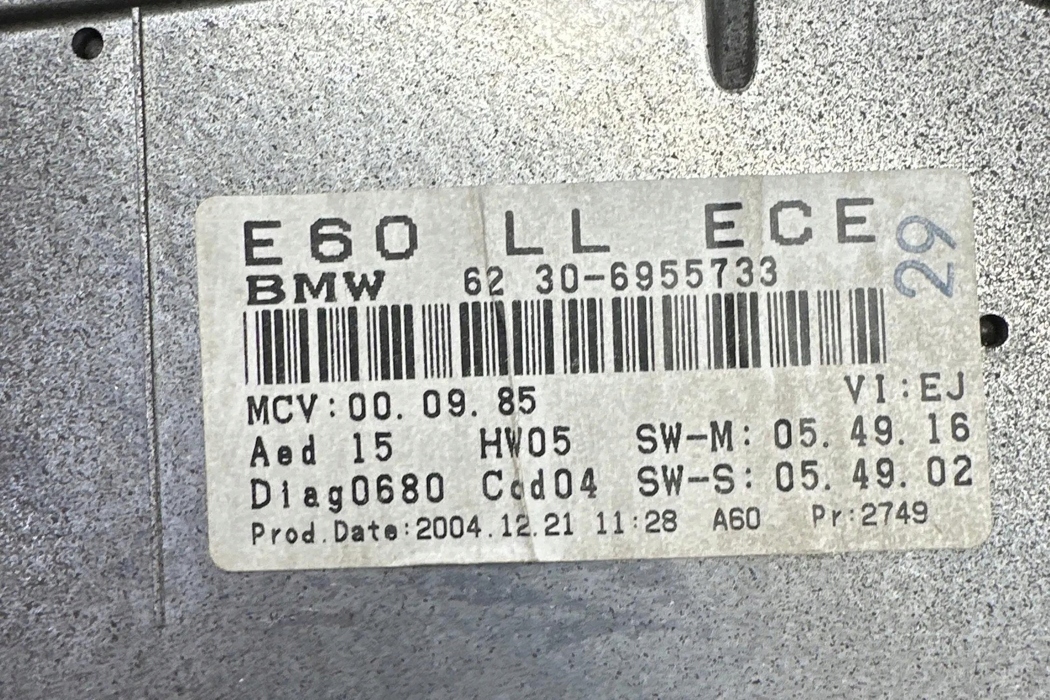 E60 LL ECE
29
BMW 62 30-6955733
MCV:00. 09. 85 VI:EJ
Aed 15 HW05 SW-M: 05. 49. 16
Diag0680 Cod04 SW-S: 05. 49. 02
Prod.Date:2004.12.21 11:28 A60 Pr:2749